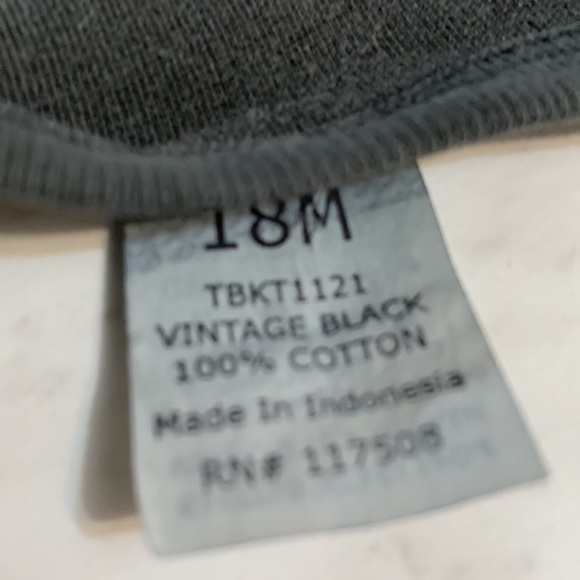 18M
TBKT1121
VINTAGE BLACK
100% COTTON
Made In Indonesia
RN# 117508